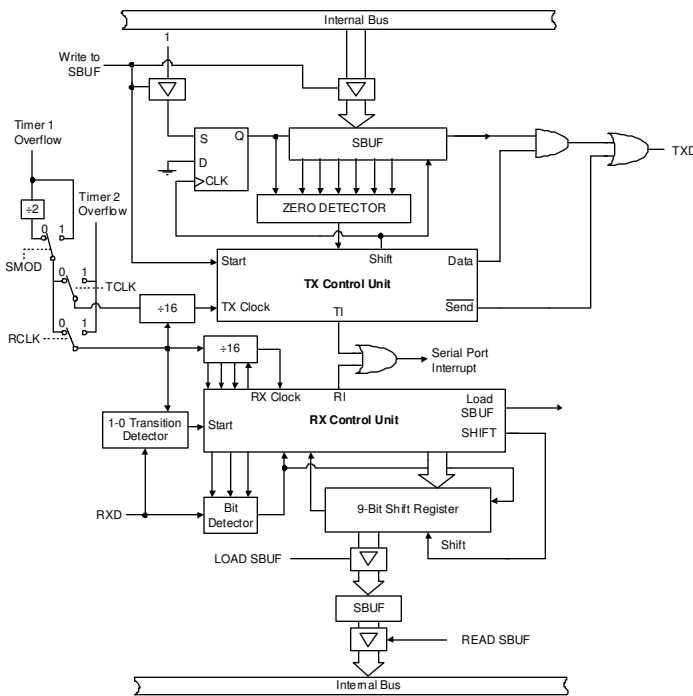 Internal Bus
1
Write to
SBUF
Timer 1
Overflow
S
Q
D
CLK
SBUF
TXD
÷2
Timer 2
Overflow
ZERO DETECTOR
0
1
SMOD
Shift
Start
Data
TX Control Unit
0
1
TCLK
÷16
TX Clock
TI
Send
RCLK
0
1
÷16
Serial Port
Interrupt
RX Clock
RI
Load
SBUF
1-0 Transition
Detector
Start
RX Control Unit
SHIFT
RXD
Bit
Detector
9-Bit Shift Register
Shift
LOAD SBUF
SBUF
READ SBUF
Internal Bus